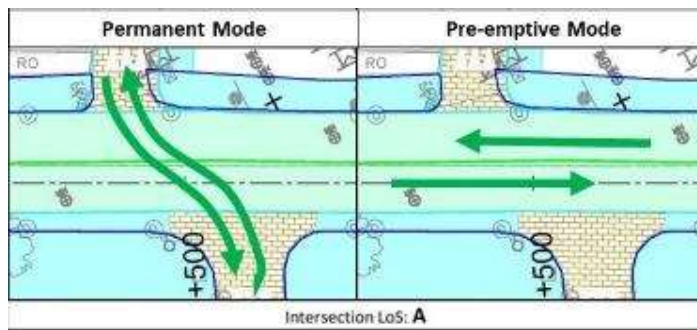 Permanent Mode
Pre-emptive Mode
RO
RO
+500
+500
Intersection LoS: A